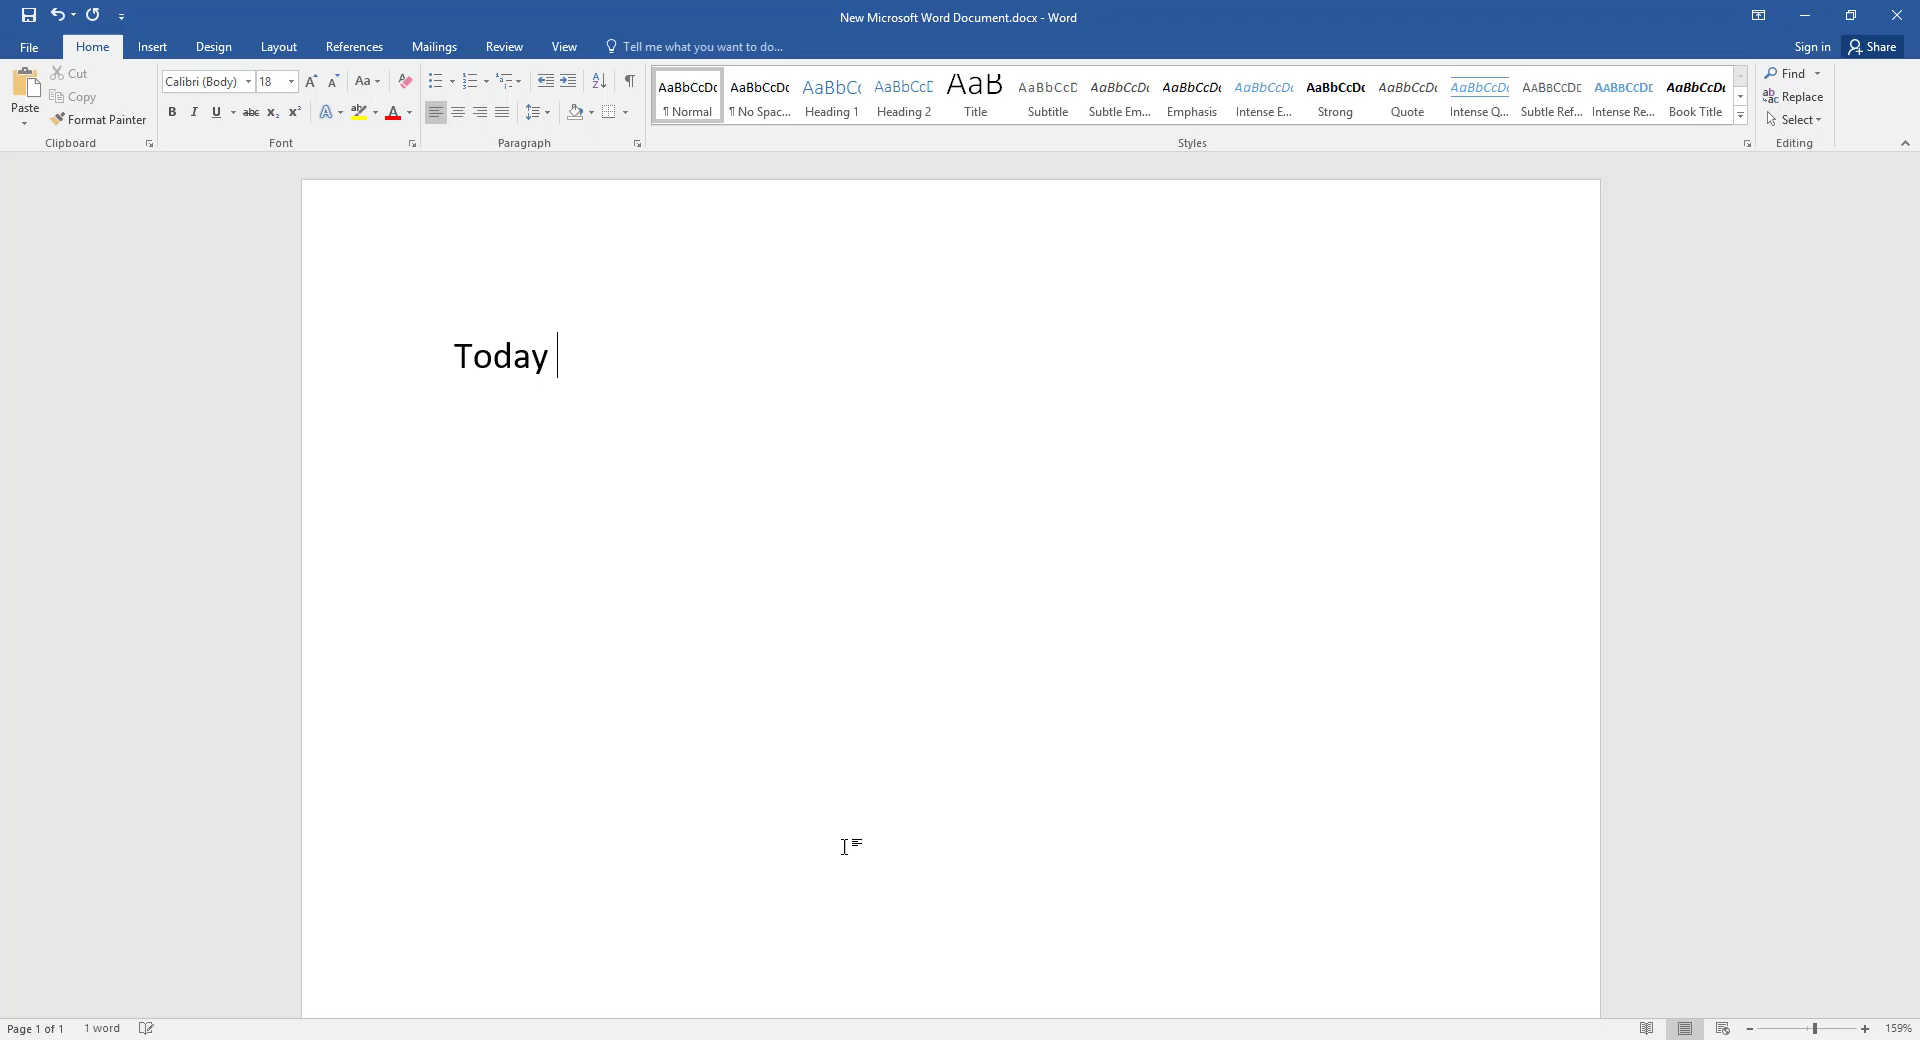 New Microsoft Word Document.docx - Word
File Home Insert Design Layout References Mailings Review View Tell me what you want to do... Sign in Share
Paste
Cut
Copy
Format Painter
Clipboard
Calibri (Body) 18
Font
Paragraph
AaBbCcDc AaBbCcDc AaBbCc AaBbCcD AaB AaBbCcD AaBbCcDc AaBbCcDc AaBbCcDc AaBbCcDc AaBbCcDc AaBbCcDc AABBCCDD AABBCCDD AaBbCcDc
¶ Normal ¶ No Spac... Heading 1 Heading 2 Title Subtitle Subtle Em... Emphasis Intense E... Strong Quote Intense Q... Subtle Ref... Intense Re... Book Title
Styles
Find
Replace
Select
Editing
Today
Page 1 of 1 1 word 159%